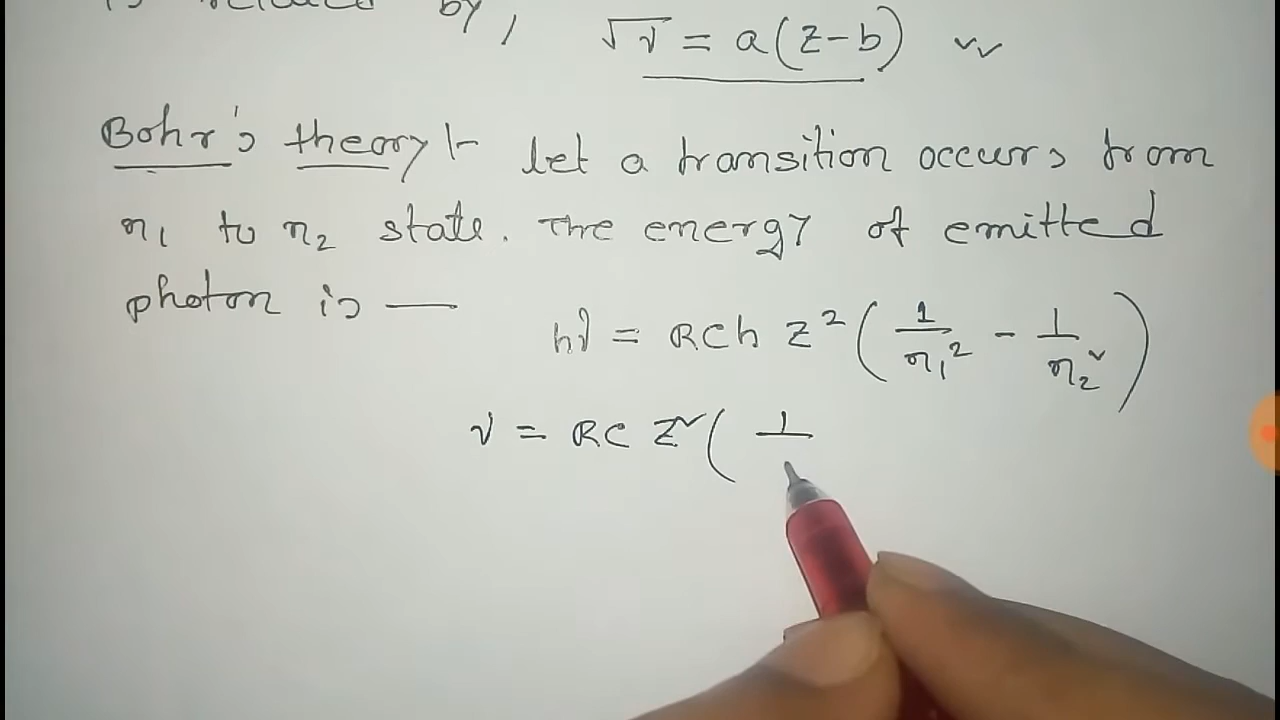 by, √ν = a(z-b)
Bohr's theory :- Let a transition occurs from
n₁ to n₂ state. The energy of emitted
photon is —
hν = RCh Z² ( 1/n₁² - 1/n₂² )
ν = RC Z² ( 1/